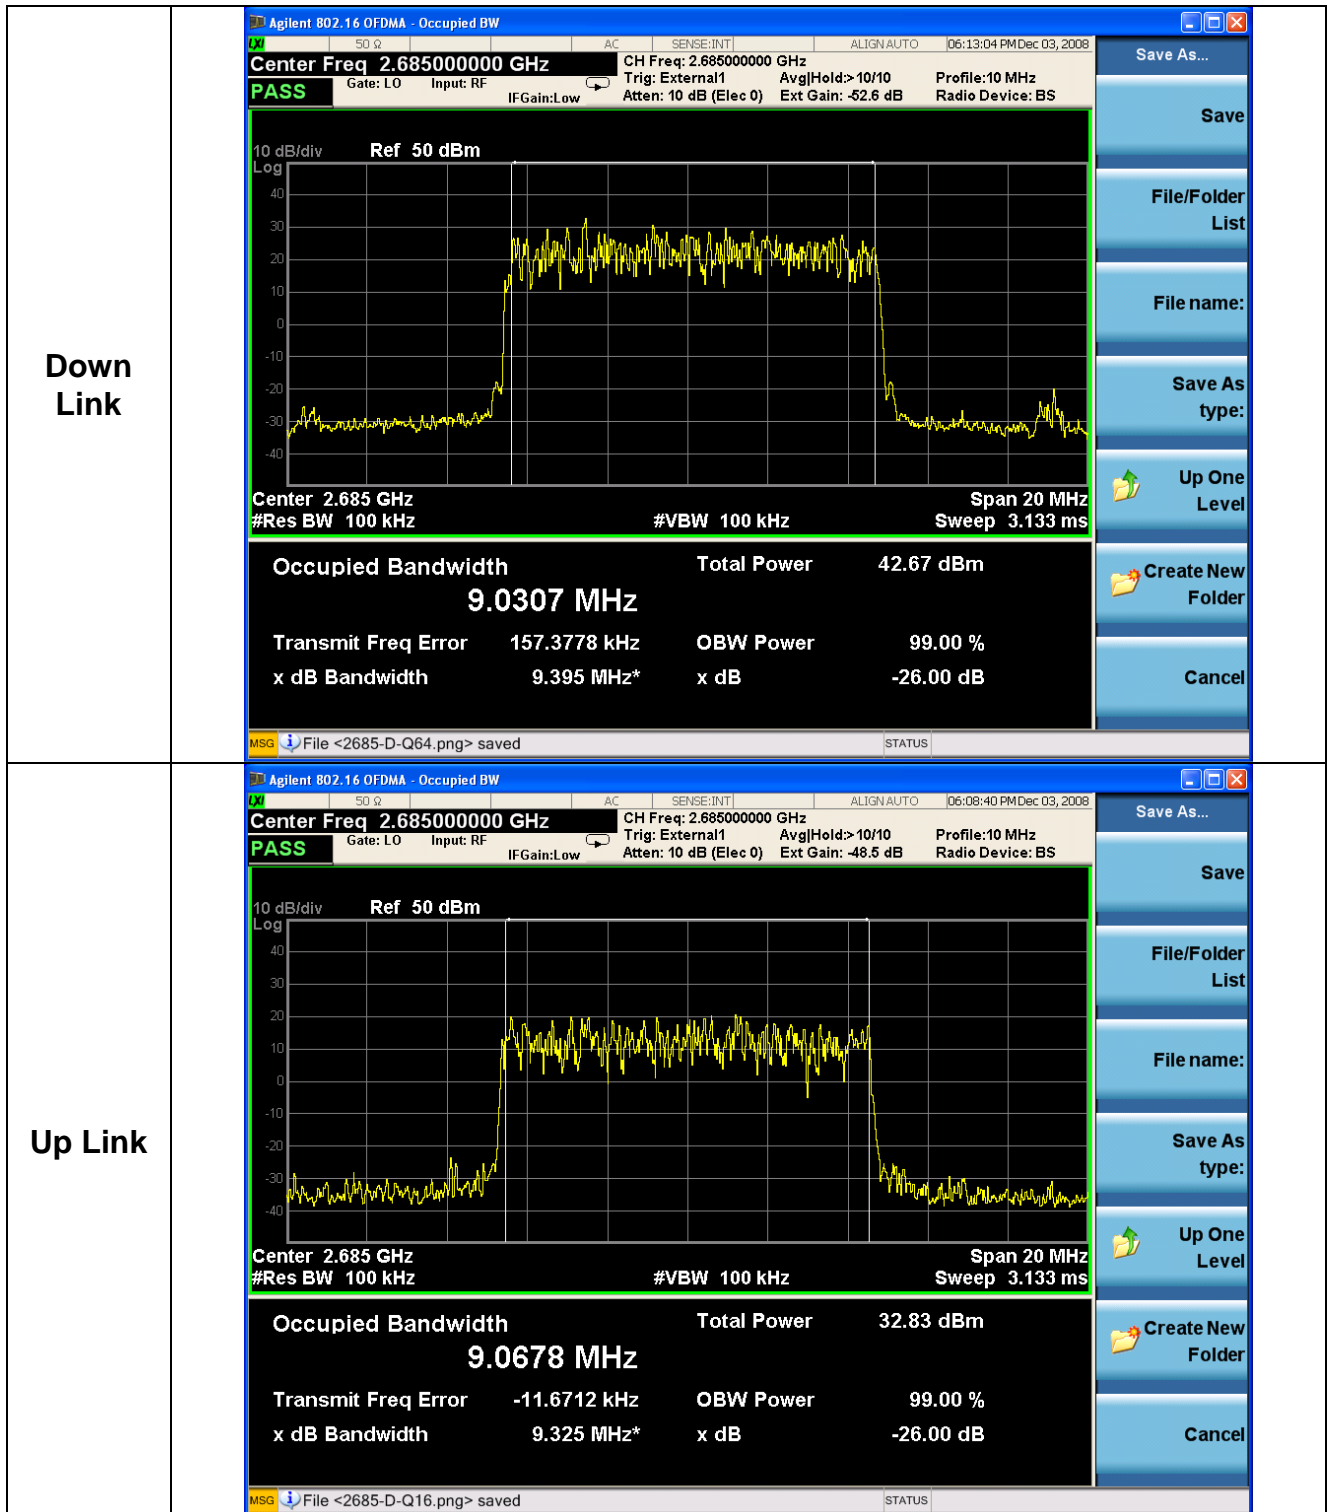 Down
Link
Agilent 802.16 OFDMA - Occupied BW
LXI 50 Ω AC SENSE:INT ALIGN AUTO 06:13:04 PM Dec 03, 2008
Center Freq 2.685000000 GHz
CH Freq: 2.685000000 GHz
PASS
Gate: LO Input: RF
IFGain:Low
Trig: External1 Avg|Hold:>10/10 Profile:10 MHz
Atten: 10 dB (Elec 0) Ext Gain: -52.6 dB Radio Device: BS
10 dB/div Ref 50 dBm
Log
40
30
20
10
0
-10
-20
-30
-40
Center 2.685 GHz Span 20 MHz
#Res BW 100 kHz #VBW 100 kHz Sweep 3.133 ms
Occupied Bandwidth Total Power 42.67 dBm
9.0307 MHz
Transmit Freq Error 157.3778 kHz OBW Power 99.00 %
x dB Bandwidth 9.395 MHz* x dB -26.00 dB
MSG File <2685-D-Q64.png> saved STATUS
Save As...
Save
File/Folder
List
File name:
Save As
type:
Up One
Level
Create New
Folder
Cancel
Up Link
Agilent 802.16 OFDMA - Occupied BW
LXI 50 Ω AC SENSE:INT ALIGN AUTO 06:08:40 PM Dec 03, 2008
Center Freq 2.685000000 GHz
CH Freq: 2.685000000 GHz
PASS
Gate: LO Input: RF
IFGain:Low
Trig: External1 Avg|Hold:>10/10 Profile:10 MHz
Atten: 10 dB (Elec 0) Ext Gain: -48.5 dB Radio Device: BS
10 dB/div Ref 50 dBm
Log
40
30
20
10
0
-10
-20
-30
-40
Center 2.685 GHz Span 20 MHz
#Res BW 100 kHz #VBW 100 kHz Sweep 3.133 ms
Occupied Bandwidth Total Power 32.83 dBm
9.0678 MHz
Transmit Freq Error -11.6712 kHz OBW Power 99.00 %
x dB Bandwidth 9.325 MHz* x dB -26.00 dB
MSG File <2685-D-Q16.png> saved STATUS
Save As...
Save
File/Folder
List
File name:
Save As
type:
Up One
Level
Create New
Folder
Cancel